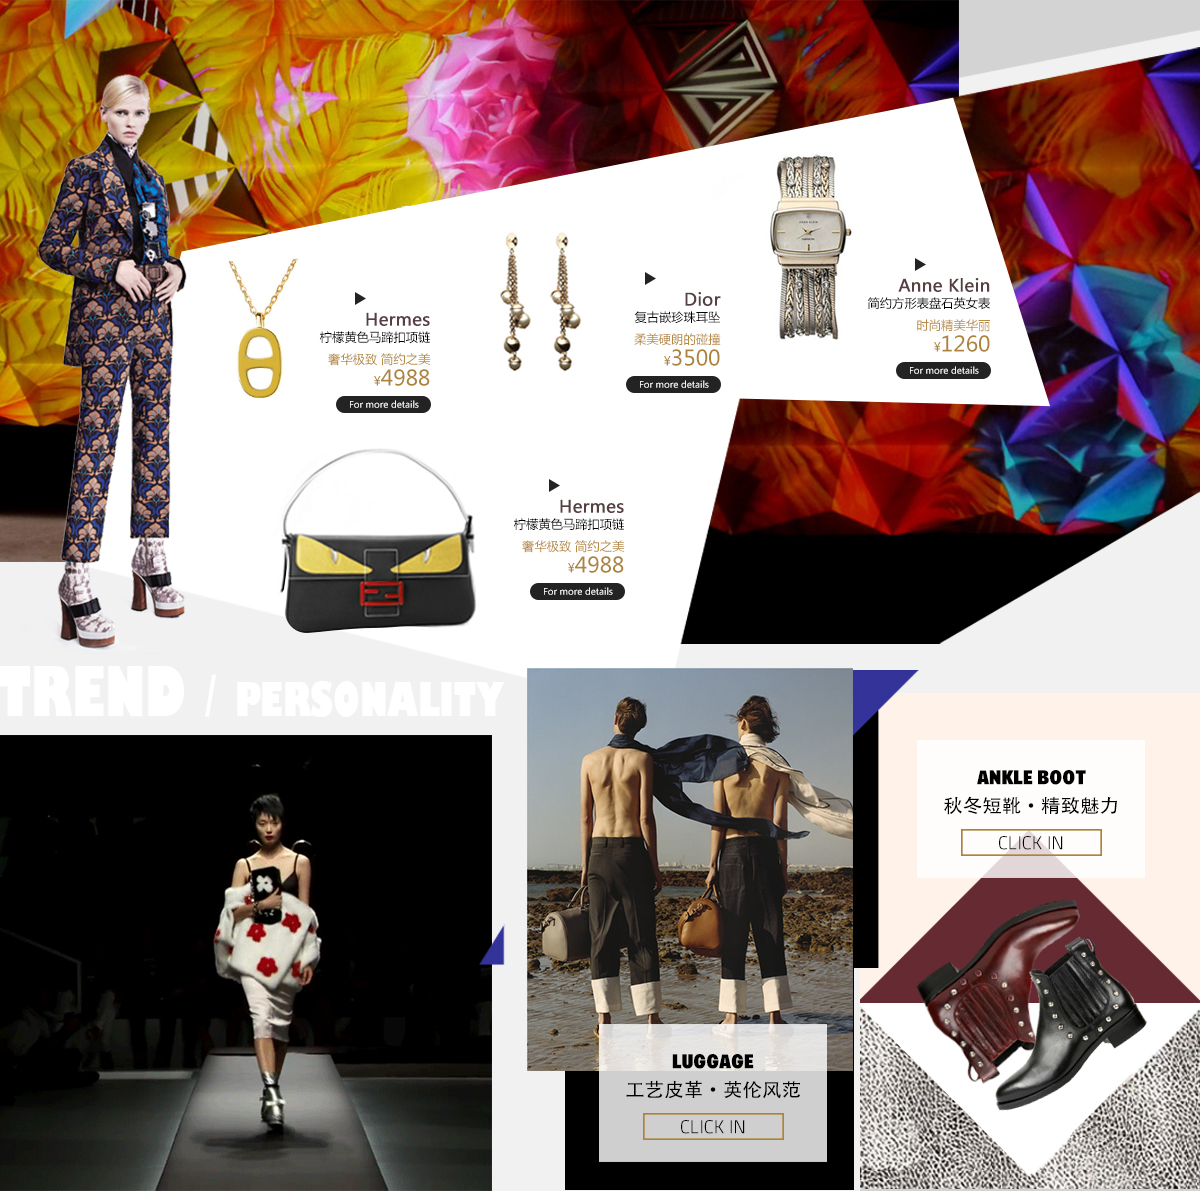 Anne Klein
简约方形表盘石英女表
时尚精美华丽
¥1260
For more details
Dior
复古嵌珍珠耳坠
柔美硬朗的碰撞
¥3500
For more details
Hermes
柠檬黄色马蹄扣项链
奢华极致 简约之美
¥4988
For more details
Hermes
柠檬黄色马蹄扣项链
奢华极致 简约之美
¥4988
For more details
TREND / PERSONALITY
ANKLE BOOT
秋冬短靴·精致魅力
CLICK IN
LUGGAGE
工艺皮革·英伦风范
CLICK IN